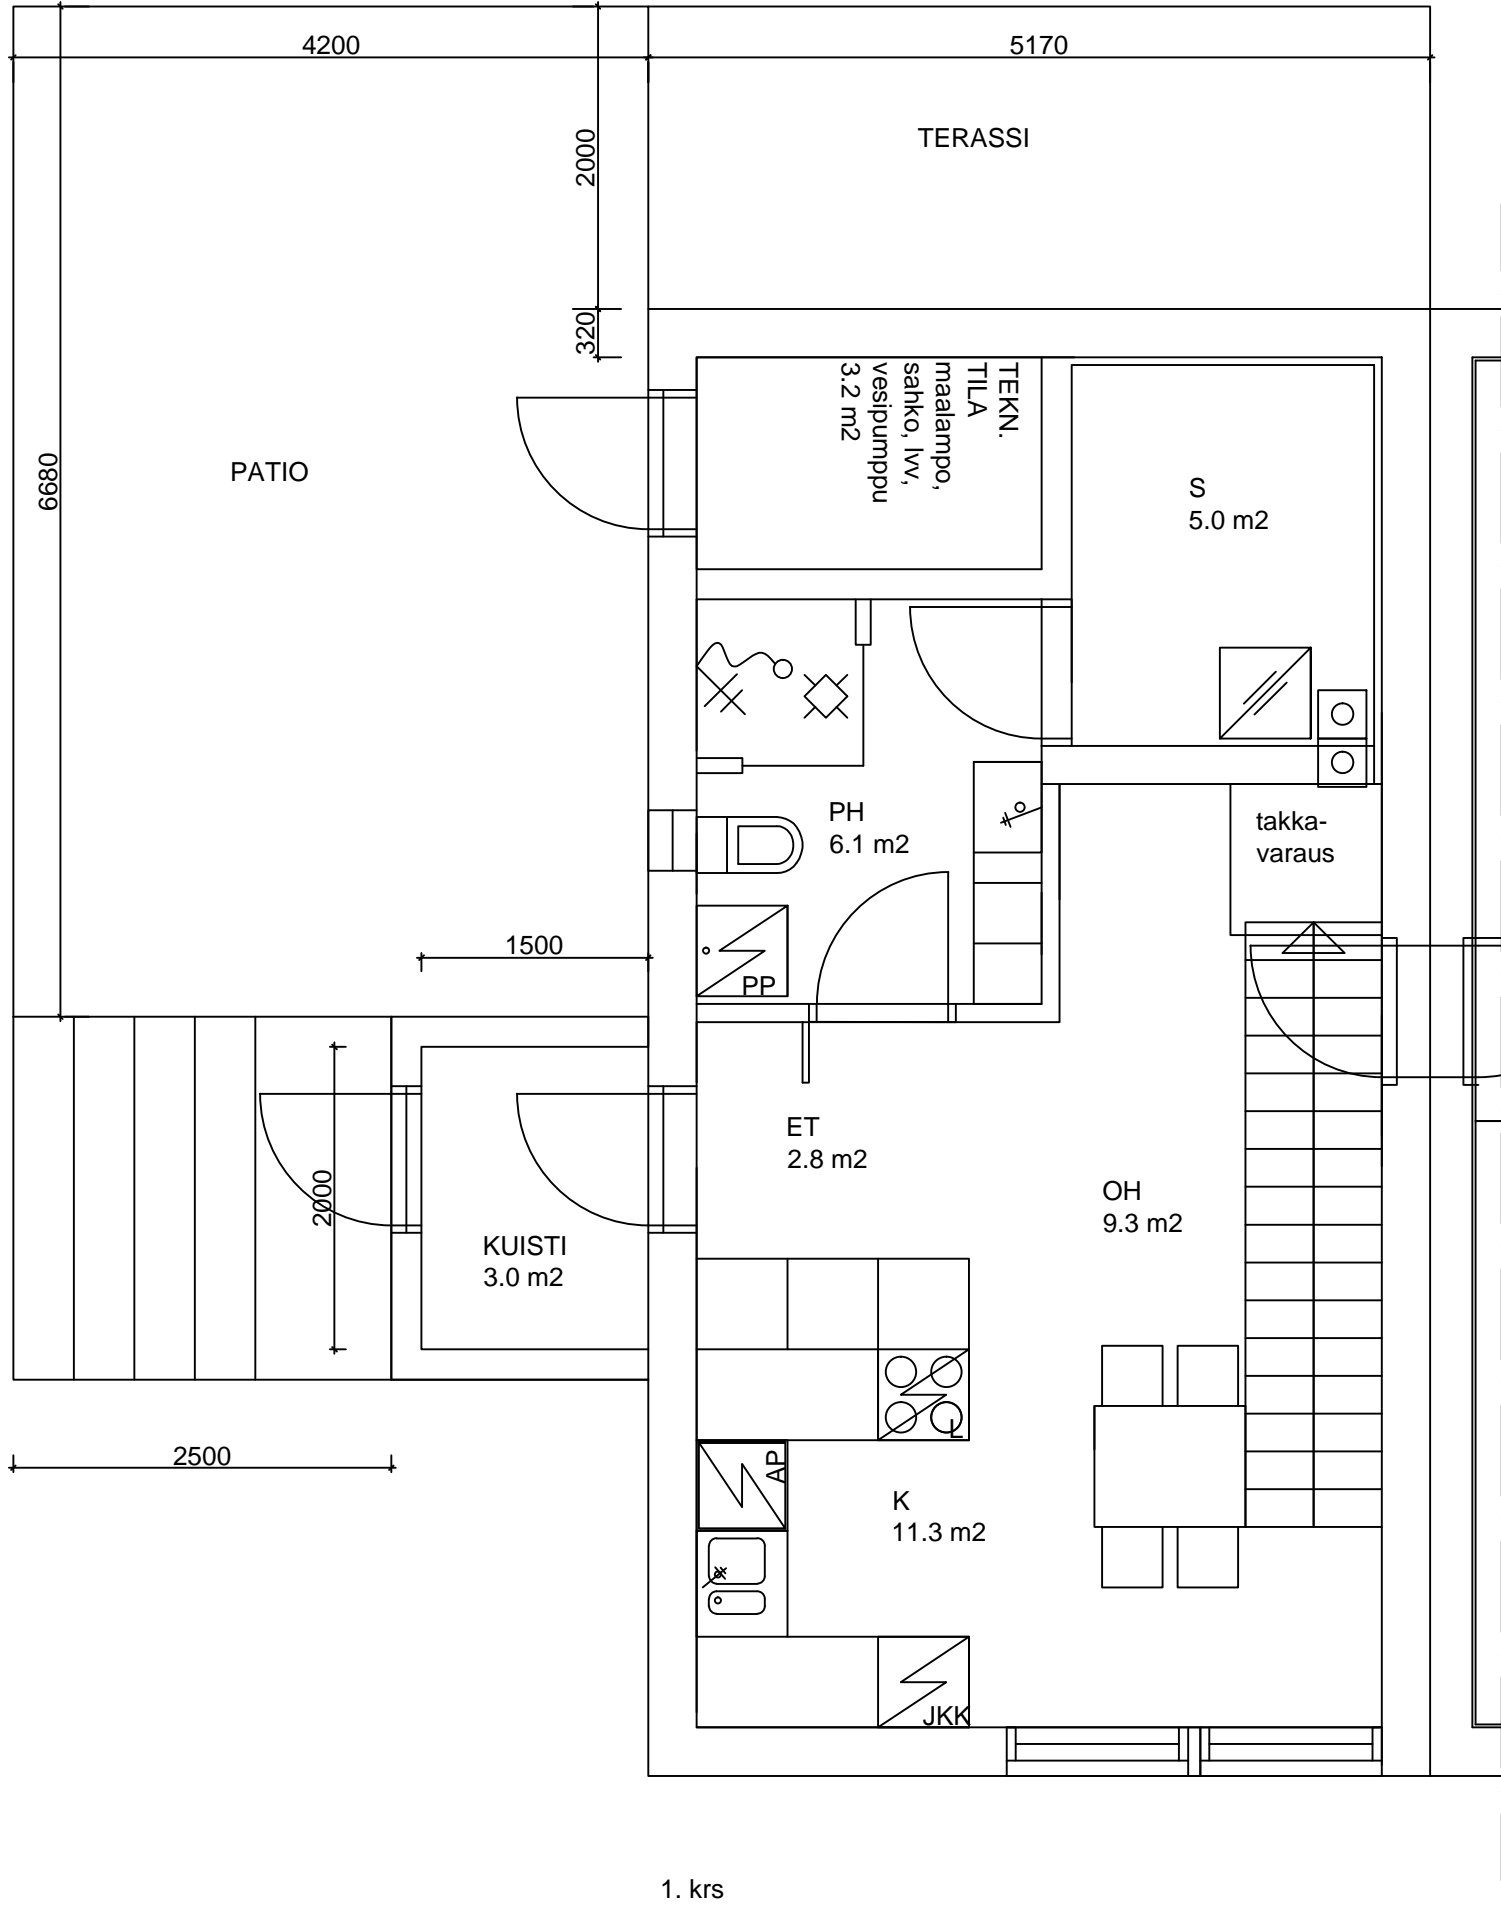 4200
5170
TERASSI
2000
320
TEKN.
TILA
maalampo,
sahko, lvv,
vesipumppu
3.2 m2
PATIO
6680
S
5.0 m2
PH
6.1 m2
takka-
varaus
1500
PP
ET
2.8 m2
OH
9.3 m2
2000
KUISTI
3.0 m2
L
2500
AP
K
11.3 m2
JKK
1. krs